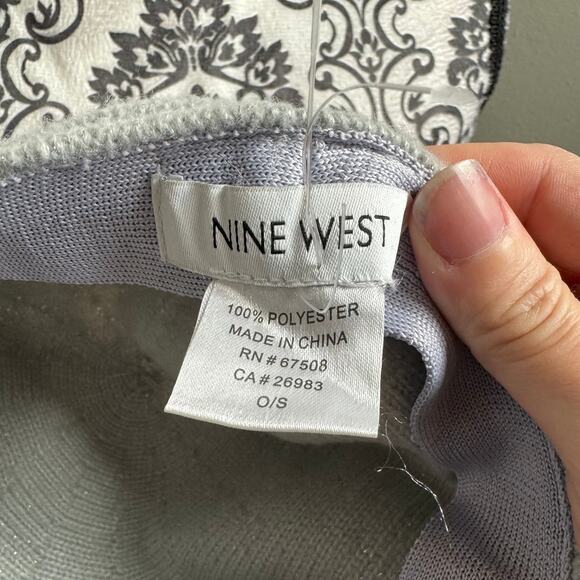 NINE WEST
100% POLYESTER
MADE IN CHINA
RN # 67508
CA # 26983
O/S